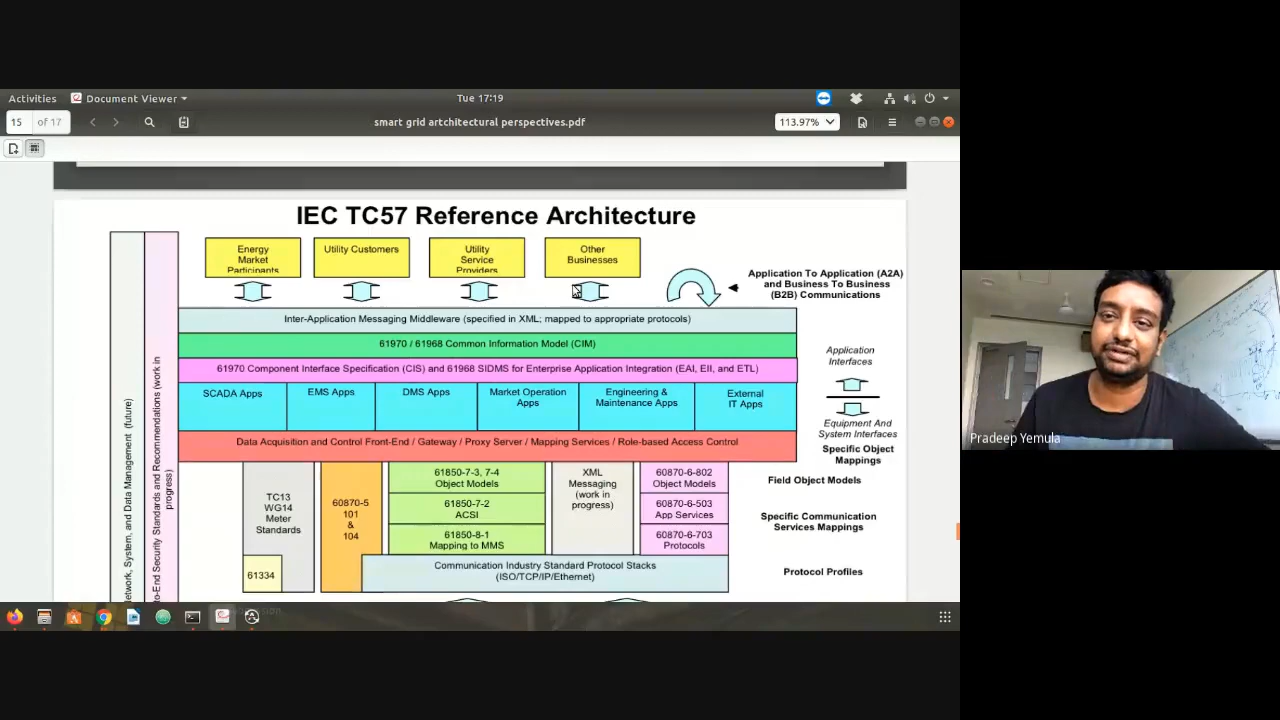 Activities
Document Viewer
Tue 17:19
15
of 17
smart grid artchitectural perspectives.pdf
113.97%
IEC TC57 Reference Architecture
Energy
Market
Participants
Utility Customers
Utility
Service
Providers
Other
Businesses
Application To Application (A2A)
and Business To Business
(B2B) Communications
Inter-Application Messaging Middleware (specified in XML; mapped to appropriate protocols)
61970 / 61968 Common Information Model (CIM)
61970 Component Interface Specification (CIS) and 61968 SIDMS for Enterprise Application Integration (EAI, EII, and ETL)
SCADA Apps
EMS Apps
DMS Apps
Market Operation
Apps
Engineering &
Maintenance Apps
External
IT Apps
Data Acquisition and Control Front-End / Gateway / Proxy Server / Mapping Services / Role-based Access Control
Application
Interfaces
Equipment And
System Interfaces
Specific Object
Mappings
Field Object Models
Specific Communication
Services Mappings
Protocol Profiles
TC13
WG14
Meter
Standards
61334
60870-5
101
&
104
61850-7-3, 7-4
Object Models
61850-7-2
ACSI
61850-8-1
Mapping to MMS
XML
Messaging
(work in
progress)
60870-6-802
Object Models
60870-6-503
App Services
60870-6-703
Protocols
Communication Industry Standard Protocol Stacks
(ISO/TCP/IP/Ethernet)
Network, System, and Data Management (future)
to-End Security Standards and Recommendations (work in
progress)
Pradeep Yemula